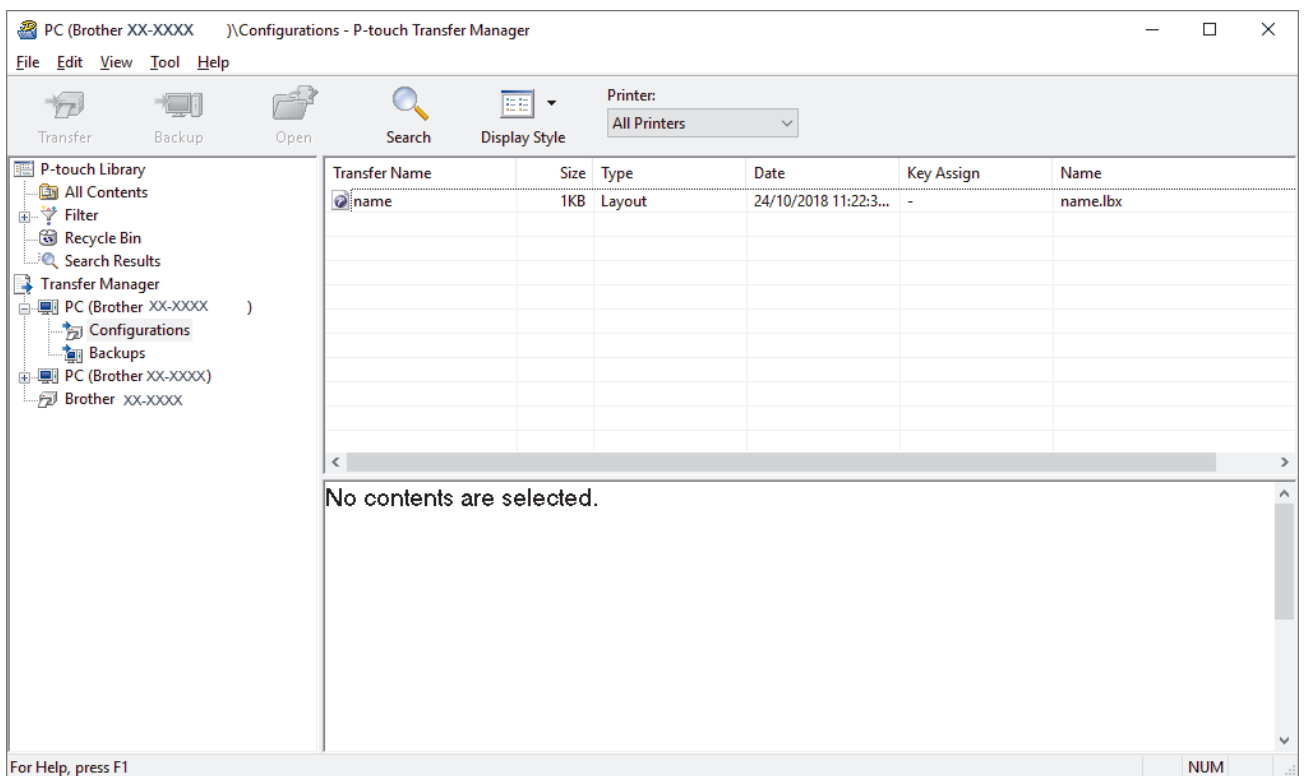 PC (Brother XX-XXXX )\Configurations - P-touch Transfer Manager
File Edit View Tool Help
Transfer Backup Open Search Display Style
Printer:
All Printers
P-touch Library
All Contents
Filter
Recycle Bin
Search Results
Transfer Manager
PC (Brother XX-XXXX )
Configurations
Backups
PC (Brother XX-XXXX)
Brother XX-XXXX
Transfer Name Size Type Date Key Assign Name
name 1KB Layout 24/10/2018 11:22:3... - name.lbx
No contents are selected.
For Help, press F1 NUM